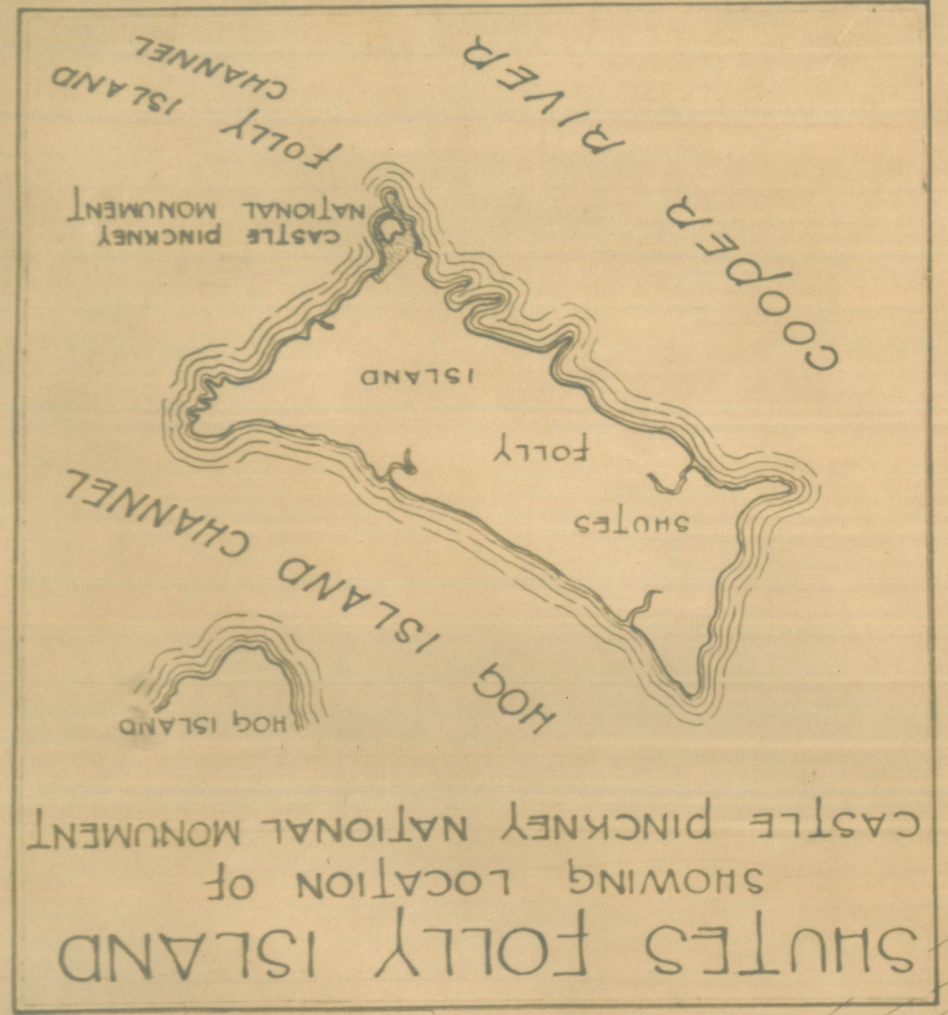 SHUTES FOLLY ISLAND
SHOWING LOCATION OF
CASTLE PINCKNEY NATIONAL MONUMENT
HOG ISLAND
HOG ISLAND CHANNEL
SHUTES
FOLLY
ISLAND
COOPER RIVER
CASTLE PINCKNEY
NATIONAL MONUMENT
FOLLY ISLAND
CHANNEL